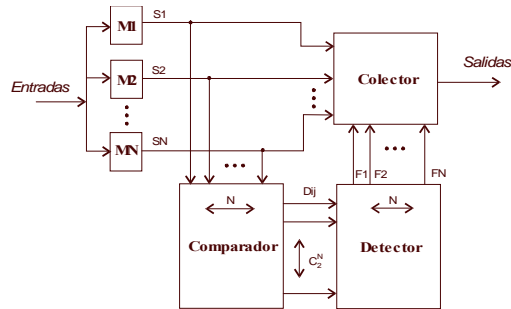 M1
S1
Entradas
M2
S2
Colector
Salidas
MN
SN
F1
F2
FN
N
Comparador
Dij
C₂ᴺ
N
Detector